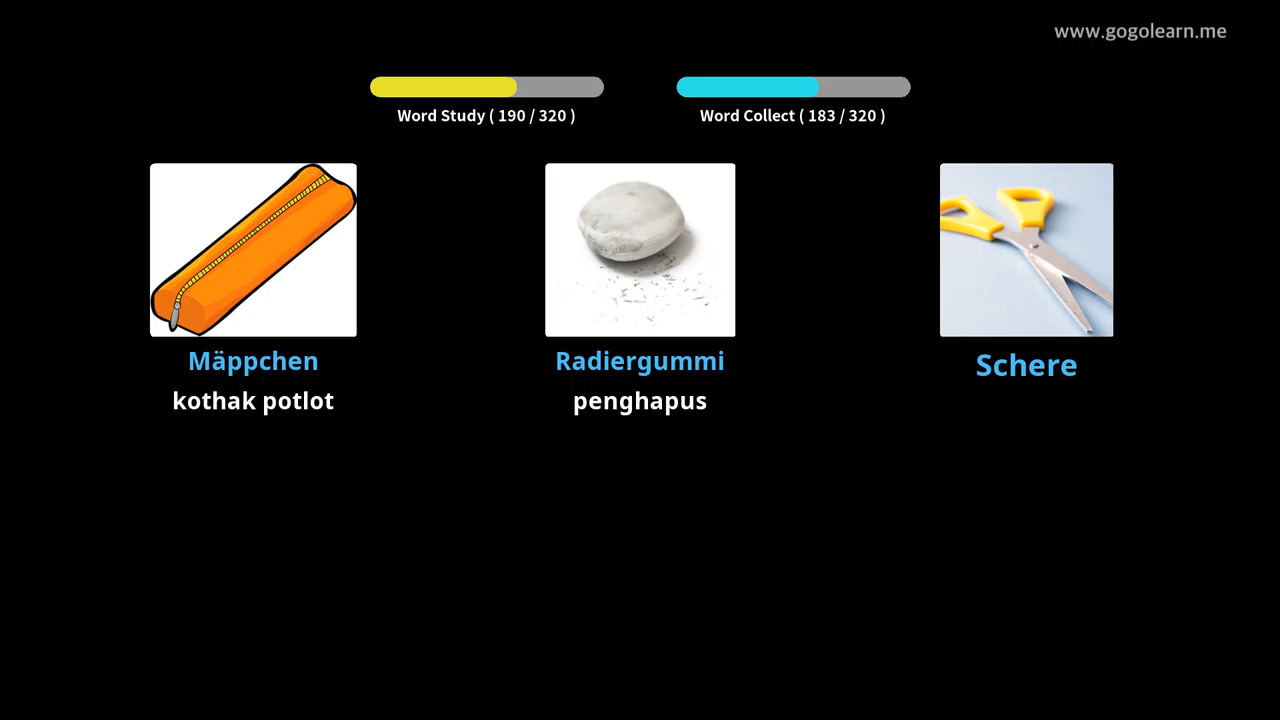 www.gogolearn.me
Word Study ( 190 / 320 )
Word Collect ( 183 / 320 )
Mäppchen
kothak potlot
Radiergummi
penghapus
Schere